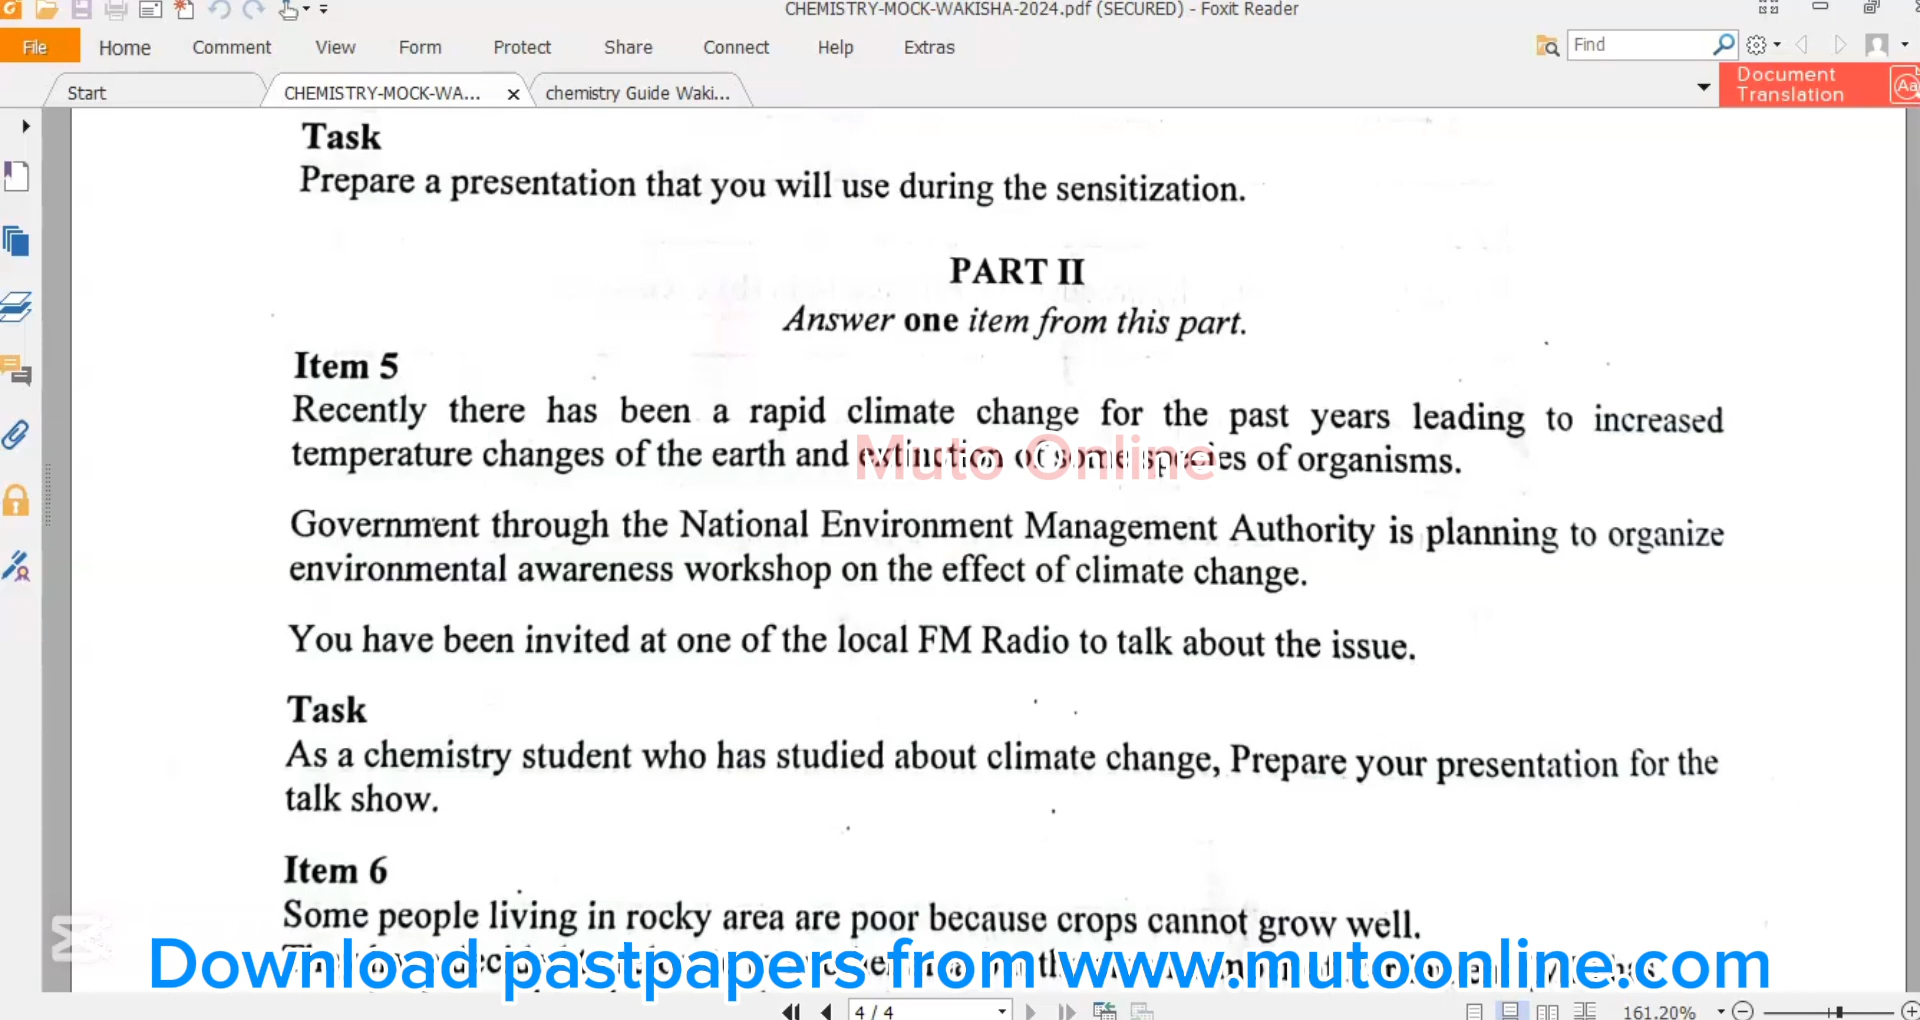 CHEMISTRY-MOCK-WAKISHA-2024.pdf (SECURED) - Foxit Reader
File Home Comment View Form Protect Share Connect Help Extras Find
Start CHEMISTRY-MOCK-WA... chemistry Guide Waki... Document Translation
Task
Prepare a presentation that you will use during the sensitization.
PART II
Answer one item from this part.
Item 5
Recently there has been a rapid climate change for the past years leading to increased
temperature changes of the earth and extinction of some species of organisms.
Muto Online
Government through the National Environment Management Authority is planning to organize
environmental awareness workshop on the effect of climate change.
You have been invited at one of the local FM Radio to talk about the issue.
Task
As a chemistry student who has studied about climate change, Prepare your presentation for the
talk show.
Item 6
Some people living in rocky area are poor because crops cannot grow well.
Download pastpapers from www.mutoonline.com
4 / 4 161.20%